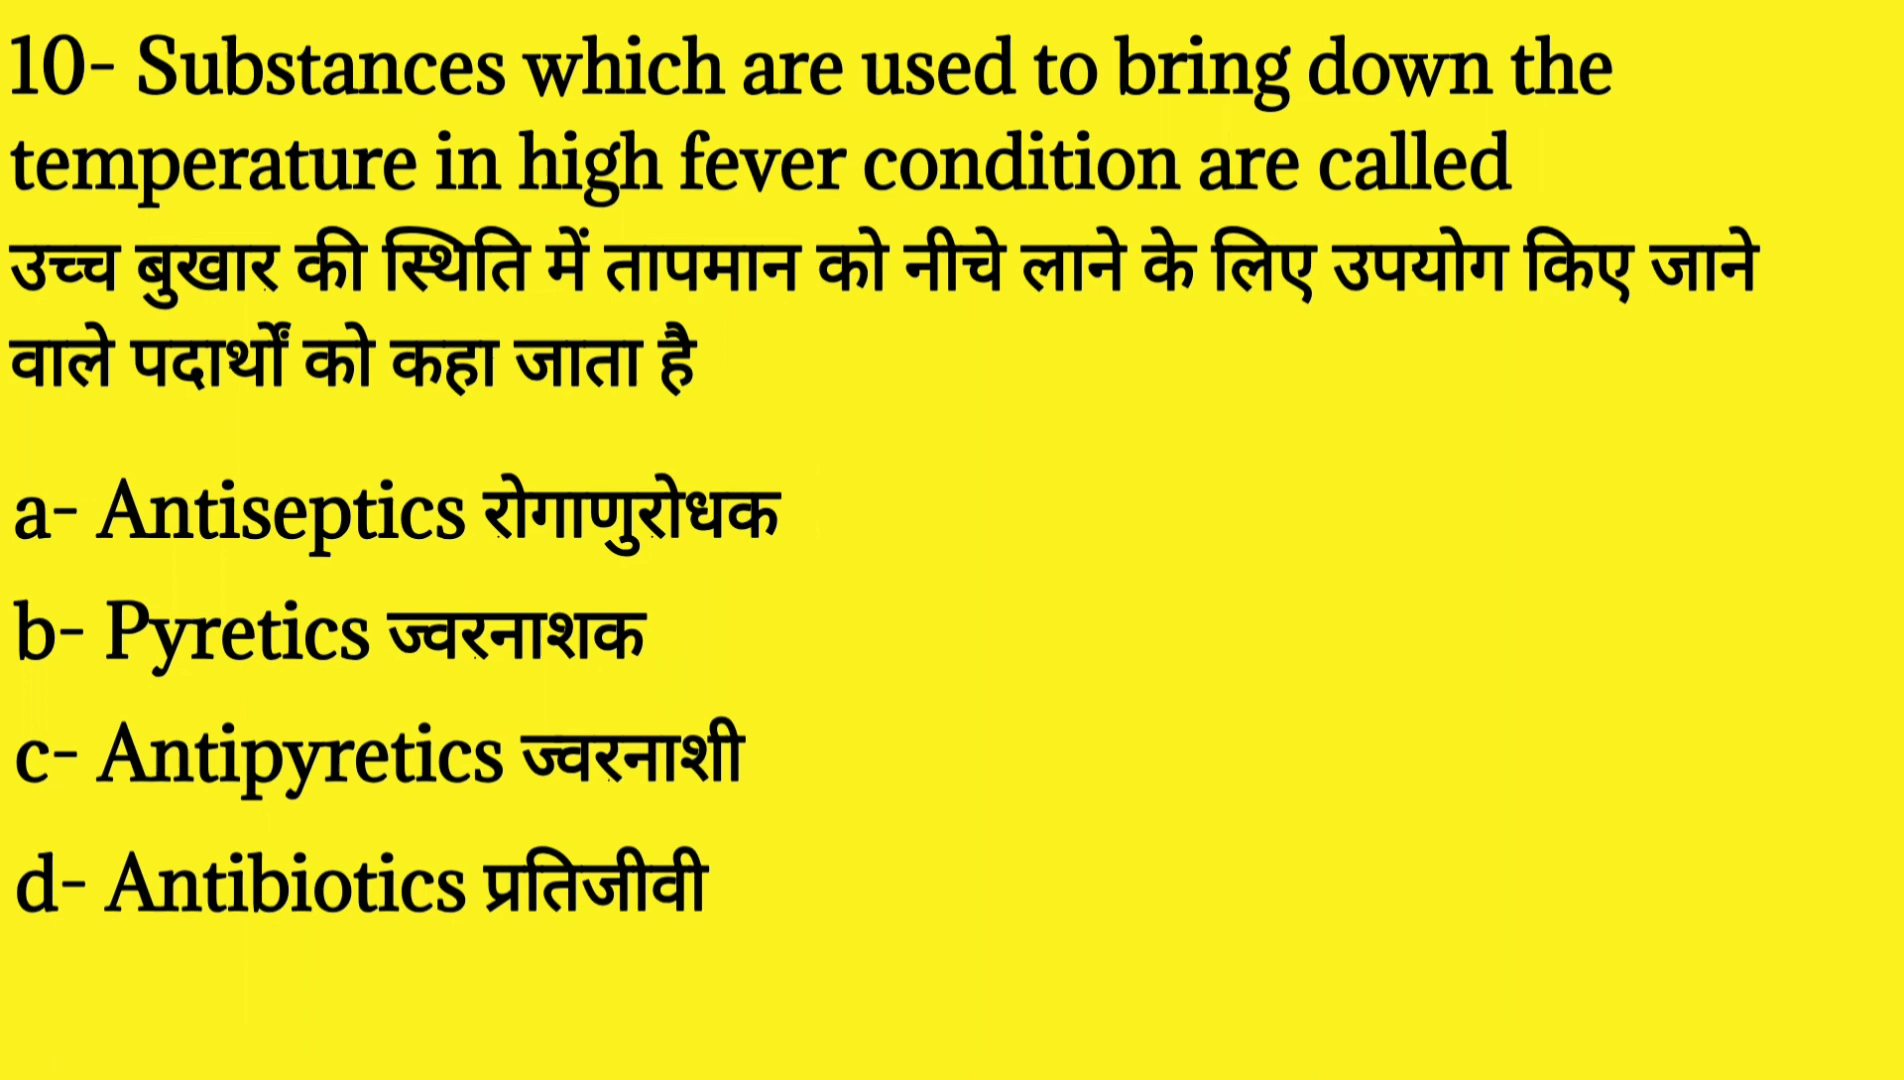 10- Substances which are used to bring down the
temperature in high fever condition are called
उच्च बुखार की स्थिति में तापमान को नीचे लाने के लिए उपयोग किए जाने
वाले पदार्थों को कहा जाता है
a- Antiseptics रोगाणुरोधक
b- Pyretics ज्वरनाशक
c- Antipyretics ज्वरनाशी
d- Antibiotics प्रतिजीवी